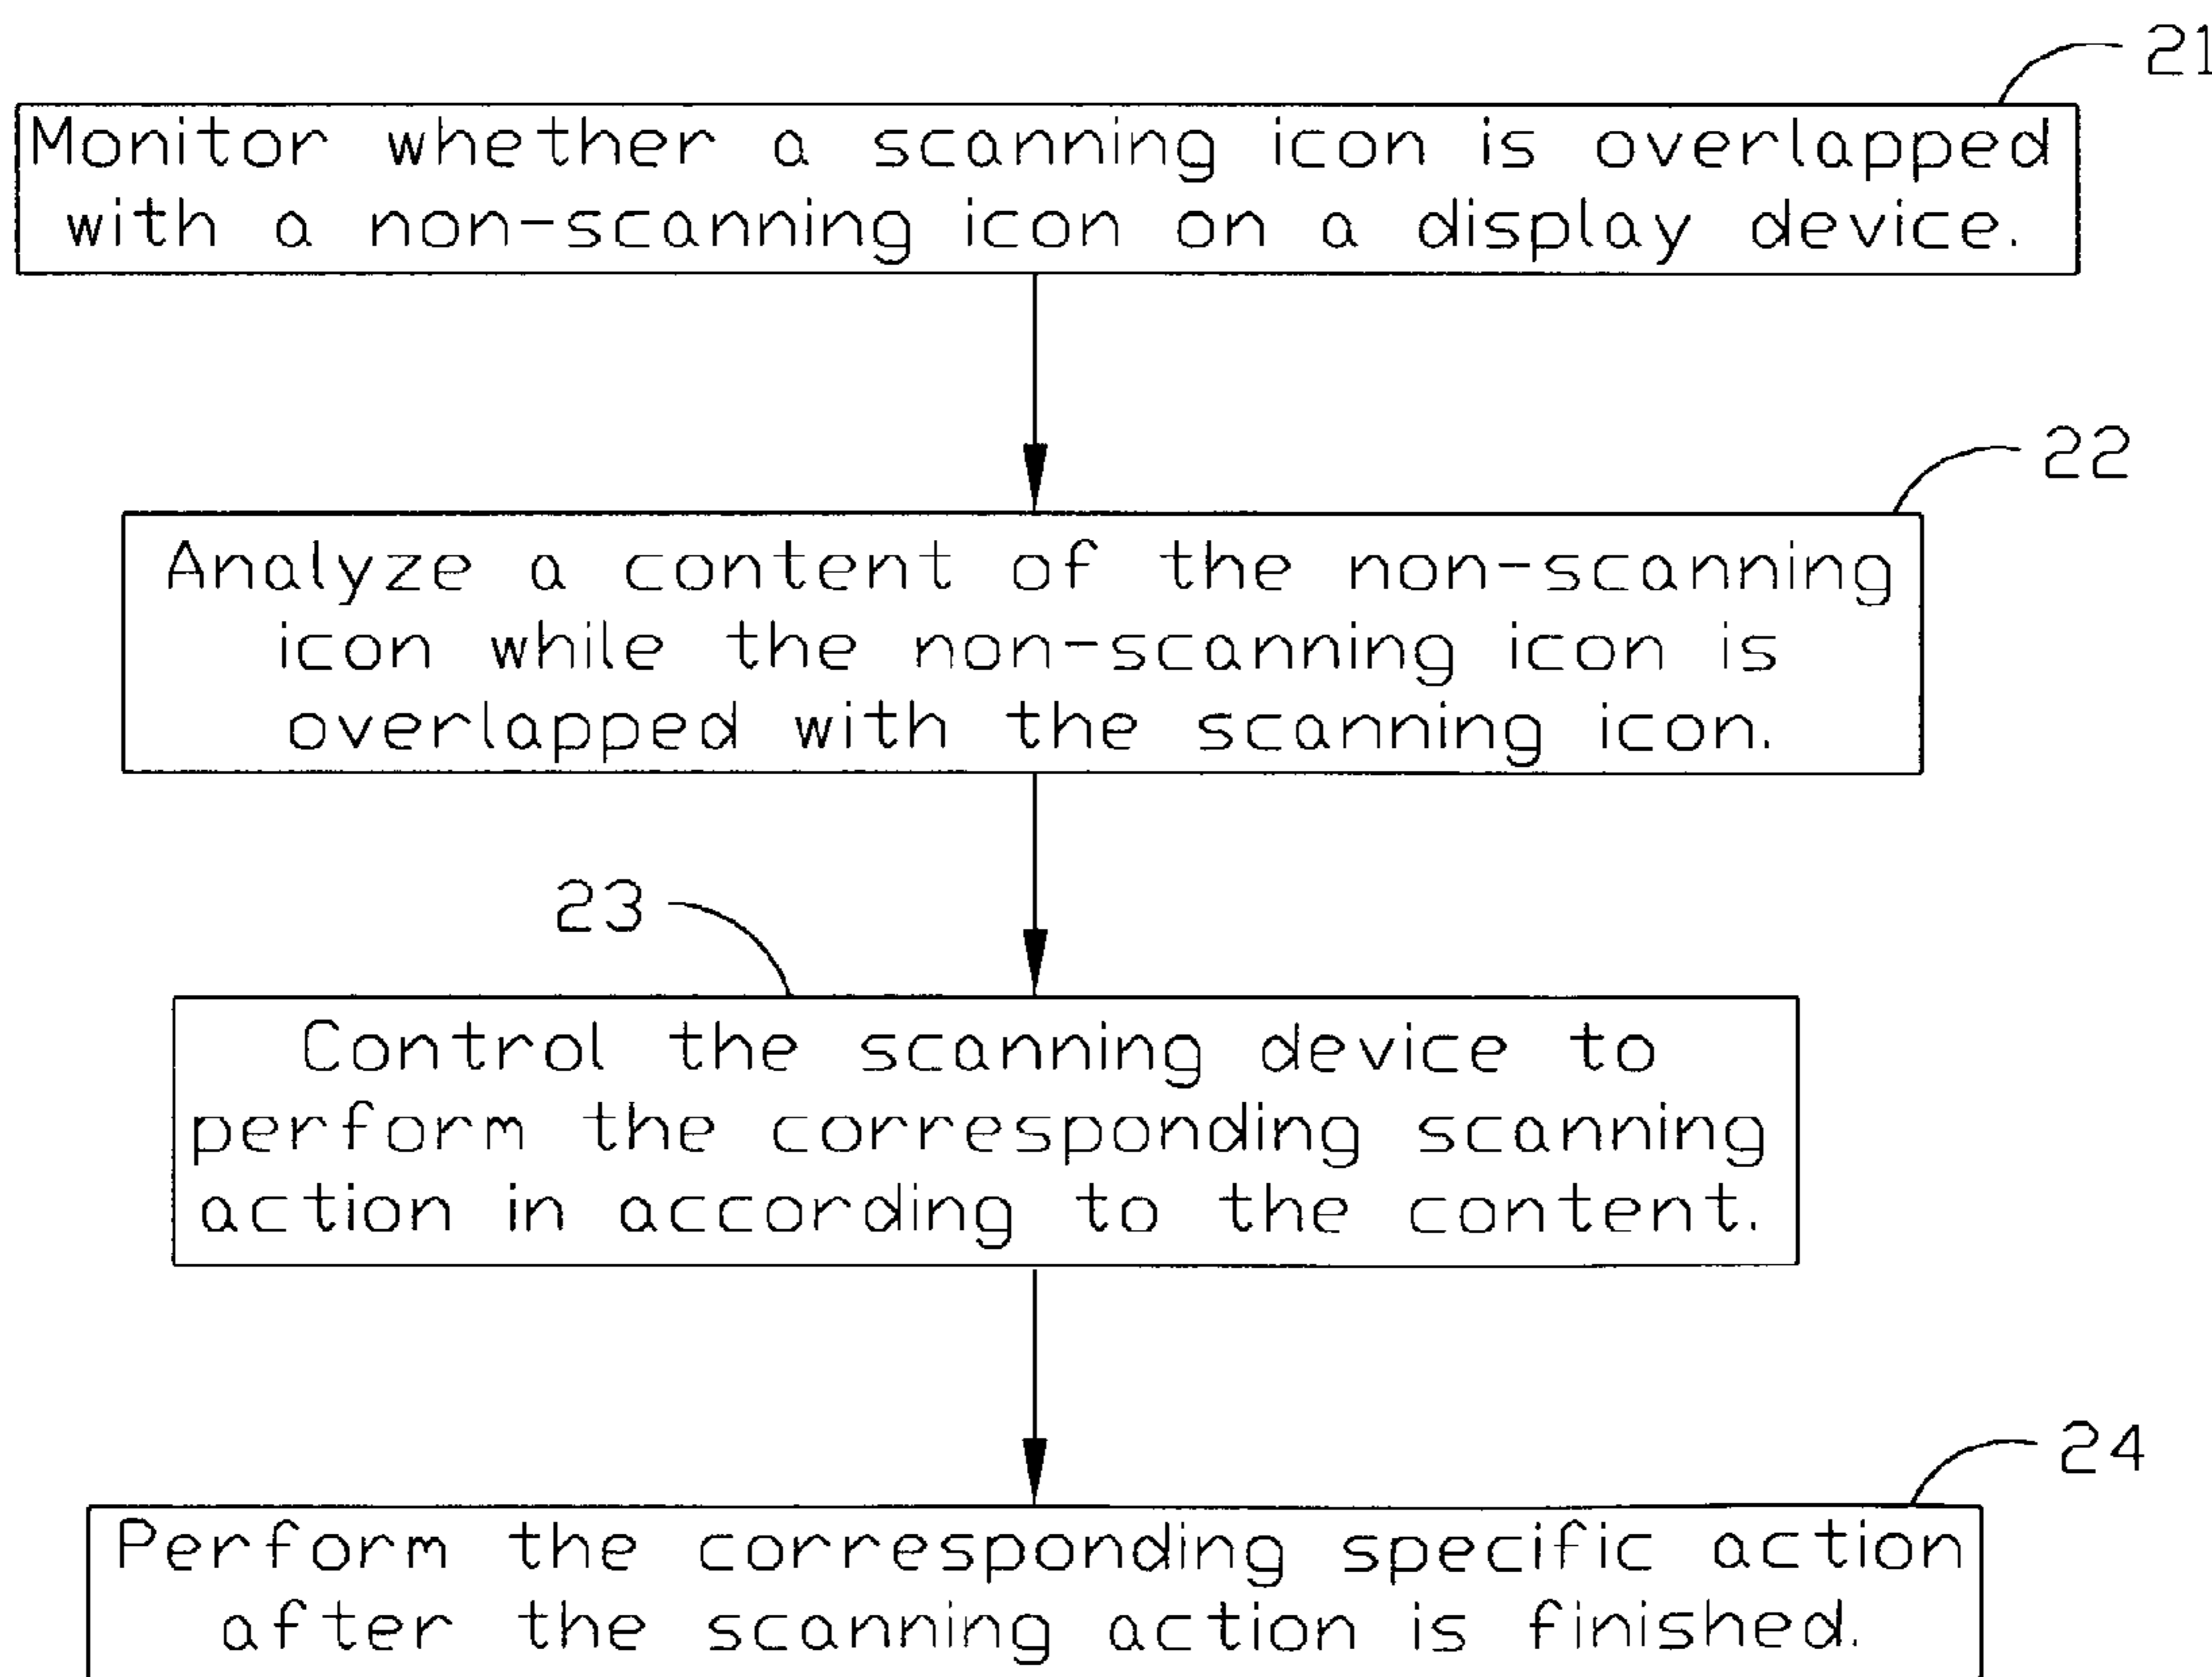 21
Monitor whether a scanning icon is overlapped
with a non-scanning icon on a display device.
22
Analyze a content of the non-scanning
icon while the non-scanning icon is
overlapped with the scanning icon.
23
Control the scanning device to
perform the corresponding scanning
action in according to the content.
24
Perform the corresponding specific action
after the scanning action is finished.